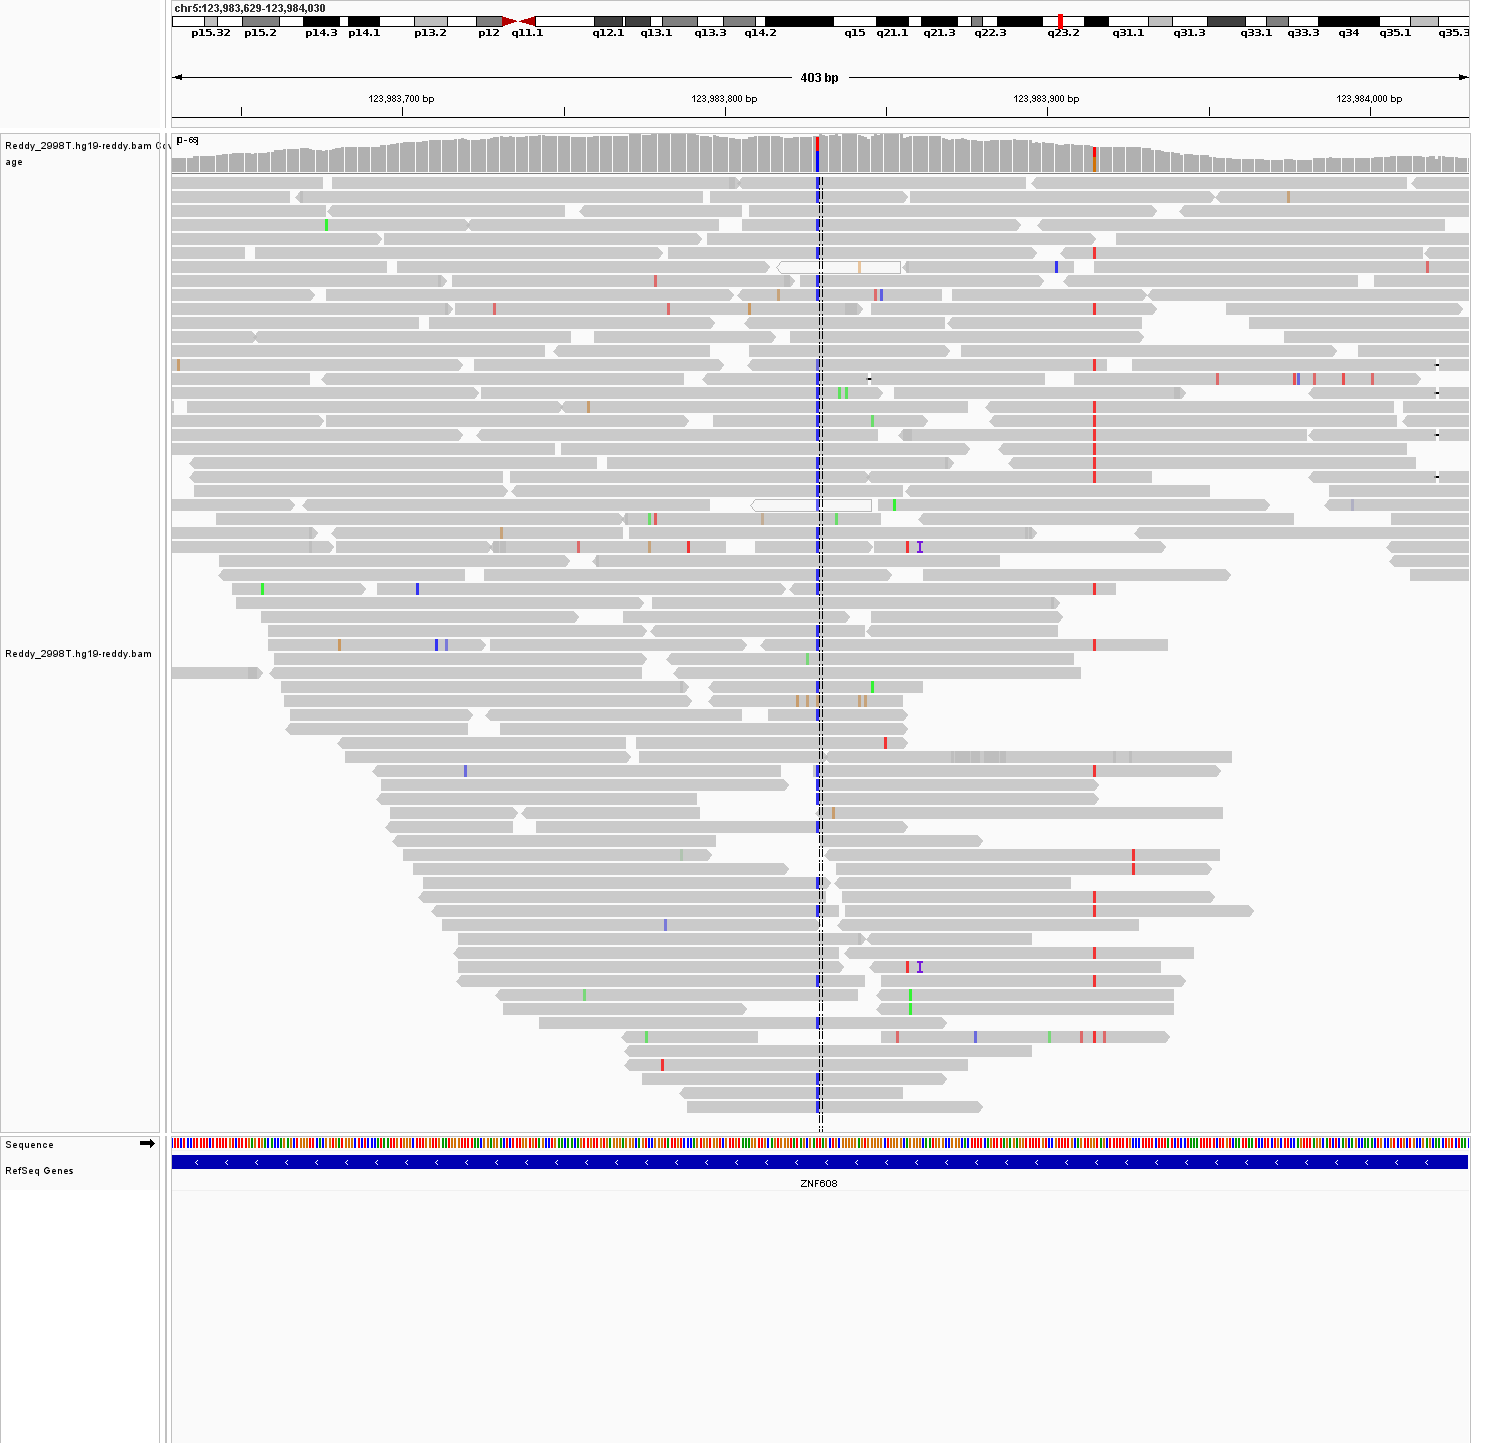 chr5:123,983,629-123,984,030
p15.32 p15.2 p14.3 p14.1 p13.2 p12 q11.1 q12.1 q13.1 q13.3 q14.2 q15 q21.1 q21.3 q22.3 q23.2 q31.1 q31.3 q33.1 q33.3 q34 q35.1 q35.3
403 bp
123,983,700 bp 123,983,800 bp 123,983,900 bp 123,984,000 bp
[0 - 69]
Reddy_2998T.hg19-reddy.bam Cov
age
Reddy_2998T.hg19-reddy.bam
Sequence
RefSeq Genes
ZNF608